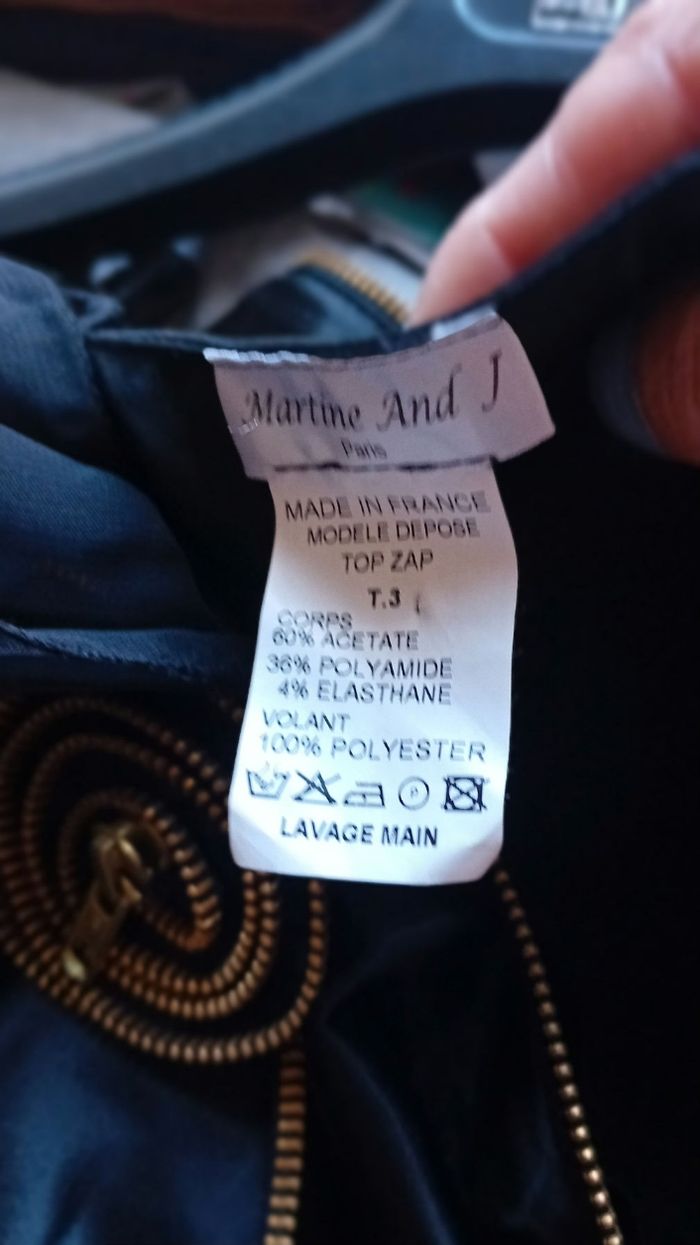 Martine And J
Paris
MADE IN FRANCE
MODELE DEPOSE
TOP ZAP
T.3
CORPS
60% ACETATE
36% POLYAMIDE
4% ELASTHANE
VOLANT
100% POLYESTER
P
LAVAGE MAIN